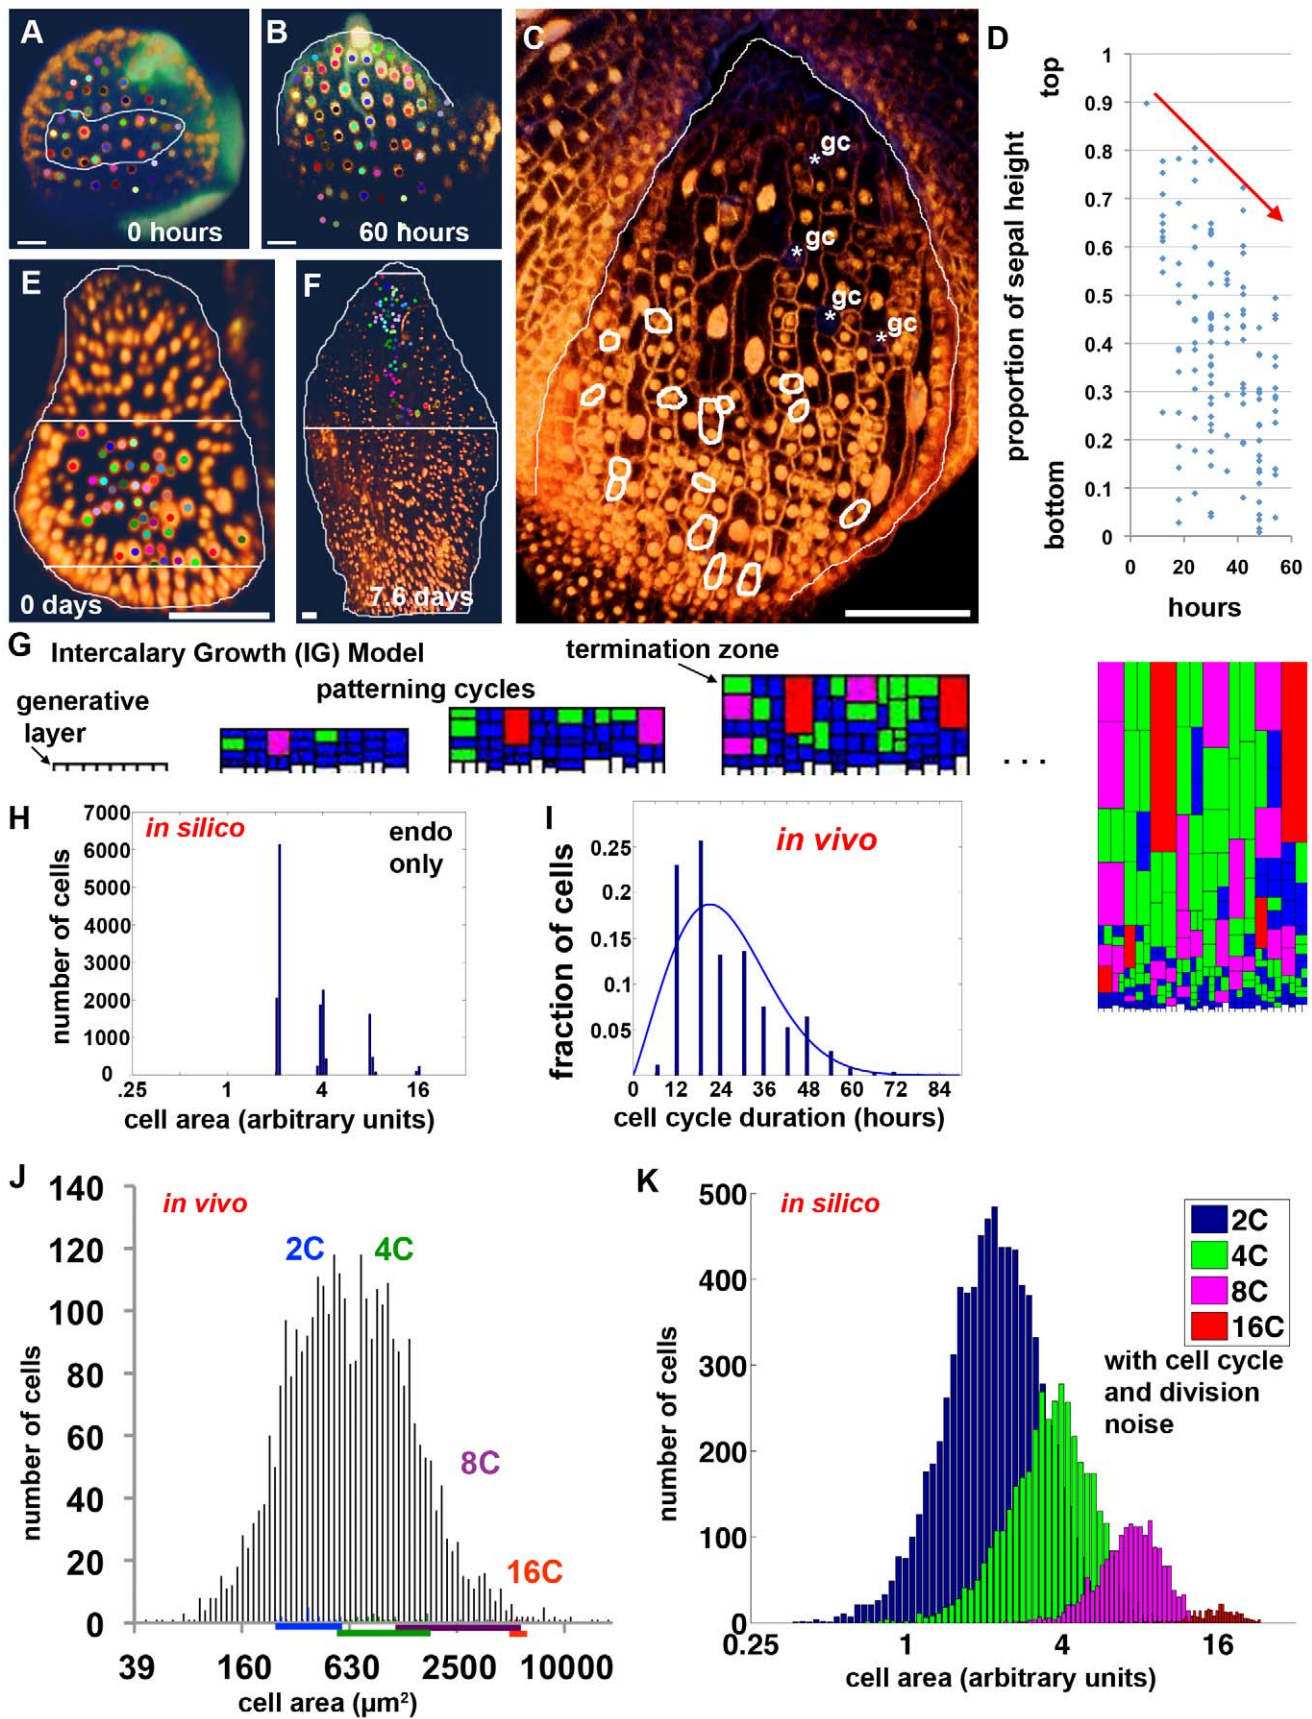 A
0 hours
B
60 hours
C
gc
gc
gc
gc
*
*
*
*
D
top
proportion of sepal height
bottom
1
0.9
0.8
0.7
0.6
0.5
0.4
0.3
0.2
0.1
0
0 20 40 60
hours
E
0 days
F
7.6 days
G
Intercalary Growth (IG) Model
generative
layer
patterning cycles
termination zone
. . .
H
in silico
endo
only
number of cells
7000
6000
5000
4000
3000
2000
1000
0
.25 1 4 16
cell area (arbitrary units)
I
in vivo
fraction of cells
0.25
0.2
0.15
0.1
0.05
0 12 24 36 48 60 72 84
cell cycle duration (hours)
J
in vivo
number of cells
140
120
100
80
60
40
20
0
2C
4C
8C
16C
39 160 630 2500 10000
cell area (µm²)
K
in silico
number of cells
500
400
300
200
100
0
2C
4C
8C
16C
with cell cycle
and division
noise
0.25 1 4 16
cell area (arbitrary units)